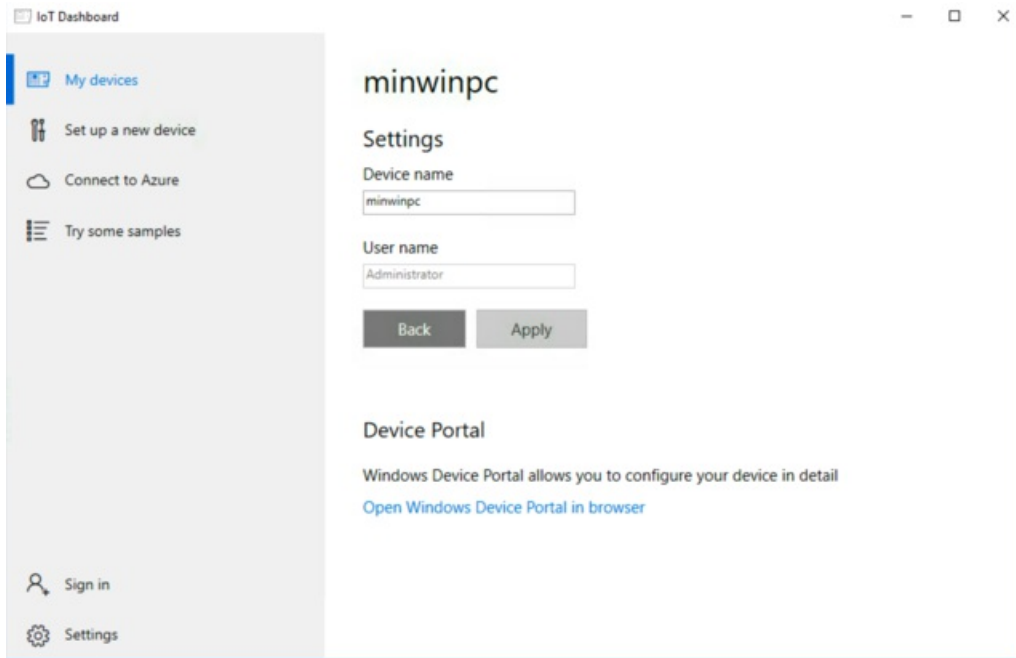 IoT Dashboard
My devices
Set up a new device
Connect to Azure
Try some samples
Sign in
Settings
minwinpc
Settings
Device name
minwinpc
User name
Administrator
Back
Apply
Device Portal
Windows Device Portal allows you to configure your device in detail
Open Windows Device Portal in browser